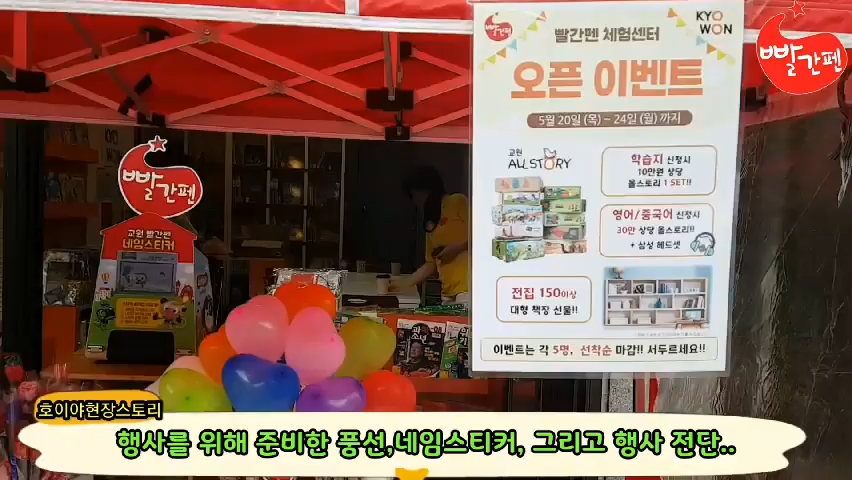 빨간펜
KYO
WON
빨간펜
빨간펜 체험센터
오픈 이벤트
5월 20일 (목) ~ 24일 (월) 까지
교원
ALL STORY
학습지 신청시
10만원 상당
올스토리 1 SET!!
영어/중국어 신청시
30만 상당 올스토리!!
+ 삼성 헤드셋
전집 150이상
대형 책장 선물!!
이벤트는 각 5명, 선착순 마감!! 서두르세요!!
빨간펜
교원 빨간펜
네임스티커
과학
소년
호이야현장스토리
행사를 위해 준비한 풍선,네임스티커, 그리고 행사 전단..